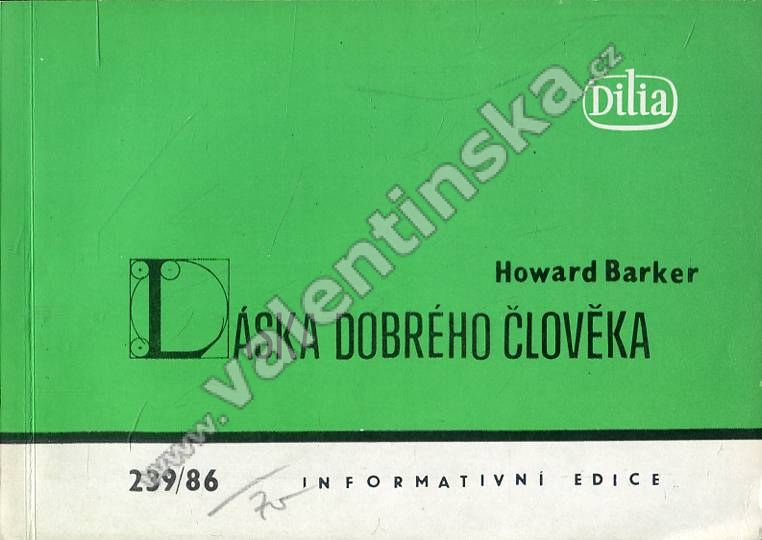 Dilia
Howard Barker
LÁSKA DOBRÉHO ČLOVĚKA
239/86
INFORMATIVNÍ EDICE
www.valentinska.cz